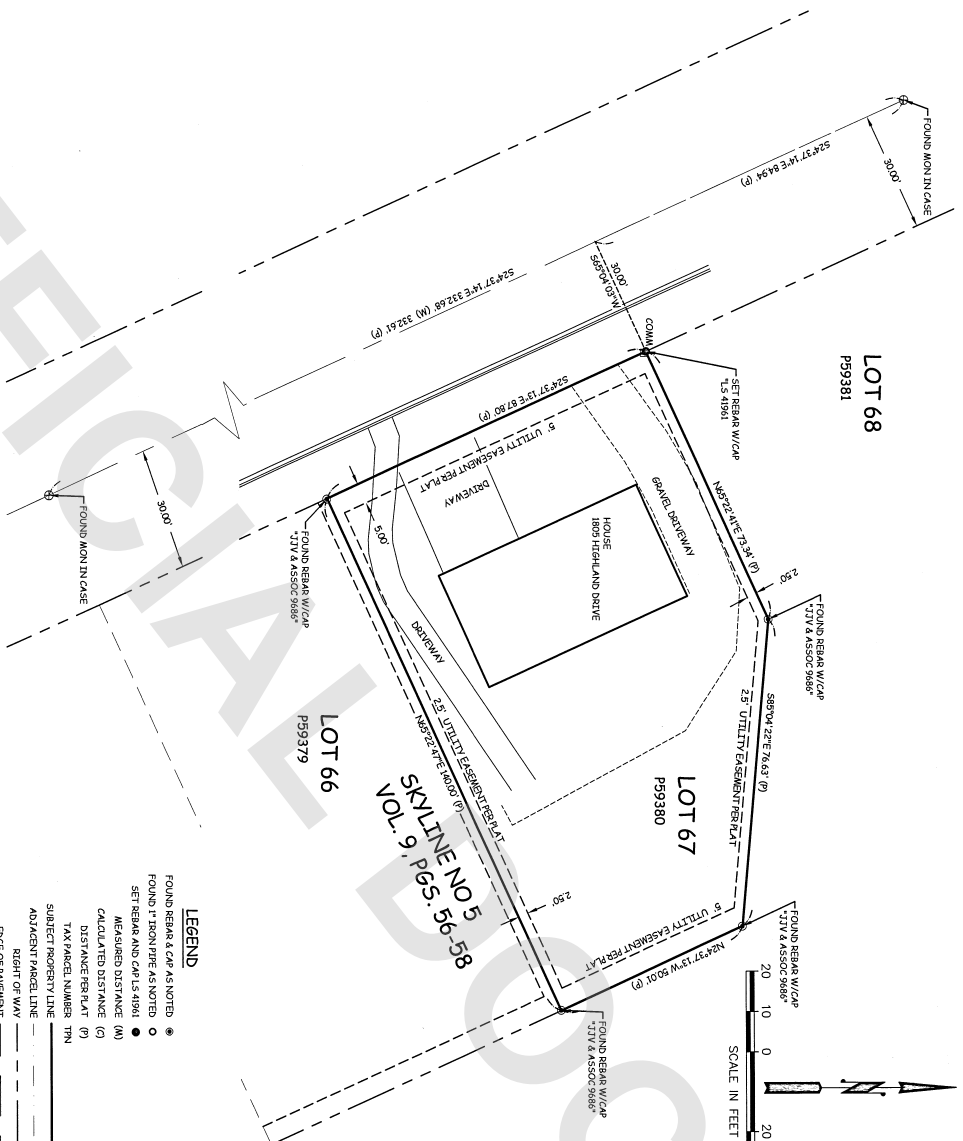 FOUND MON IN CASE
30.00'
S24°37'14"E 84.94' (P)
LOT 68
P59381
30.00'
S65°04'03"W
COMM
SET REBAR W/CAP
"LS 41961
S24°37'14"E 332.68' (M) 332.61' (P)
S24°37'13"E 87.80' (P)
5' UTILITY EASEMENT PER PLAT
DRIVEWAY
GRAVEL DRIVEWAY
HOUSE
1805 HIGHLAND DRIVE
N65°22'41"E 73.34' (P)
2.50'
FOUND REBAR W/CAP
"JJV & ASSOC 9686"
S85°04'22"E 76.63' (P)
2.5' UTILITY EASEMENT PER PLAT
LOT 67
P59380
5.00'
DRIVEWAY
FOUND REBAR W/CAP
"JJV & ASSOC 9686"
30.00'
FOUND MON IN CASE
LOT 66
P59379
2.5' UTILITY EASEMENT PER PLAT
N65°22'47"E 140.00' (P)
SKYLINE NO 5
VOL. 9, PGS. 56-58
2.50'
5' UTILITY EASEMENT PER PLAT
N24°37'13"W 50.01' (P)
FOUND REBAR W/CAP
"JJV & ASSOC 9686"
FOUND REBAR W/CAP
"JJV & ASSOC 9686"
20 10 0 20
SCALE IN FEET
LEGEND
FOUND REBAR & CAP AS NOTED
FOUND 1" IRON PIPE AS NOTED
SET REBAR AND CAP LS 41961
MEASURED DISTANCE (M)
CALCULATED DISTANCE (C)
DISTANCE PER PLAT (P)
TAX PARCEL NUMBER TPN
SUBJECT PROPERTY LINE
ADJACENT PARCEL LINE
RIGHT OF WAY
EDGE OF PAVEMENT
FICIAL DOC